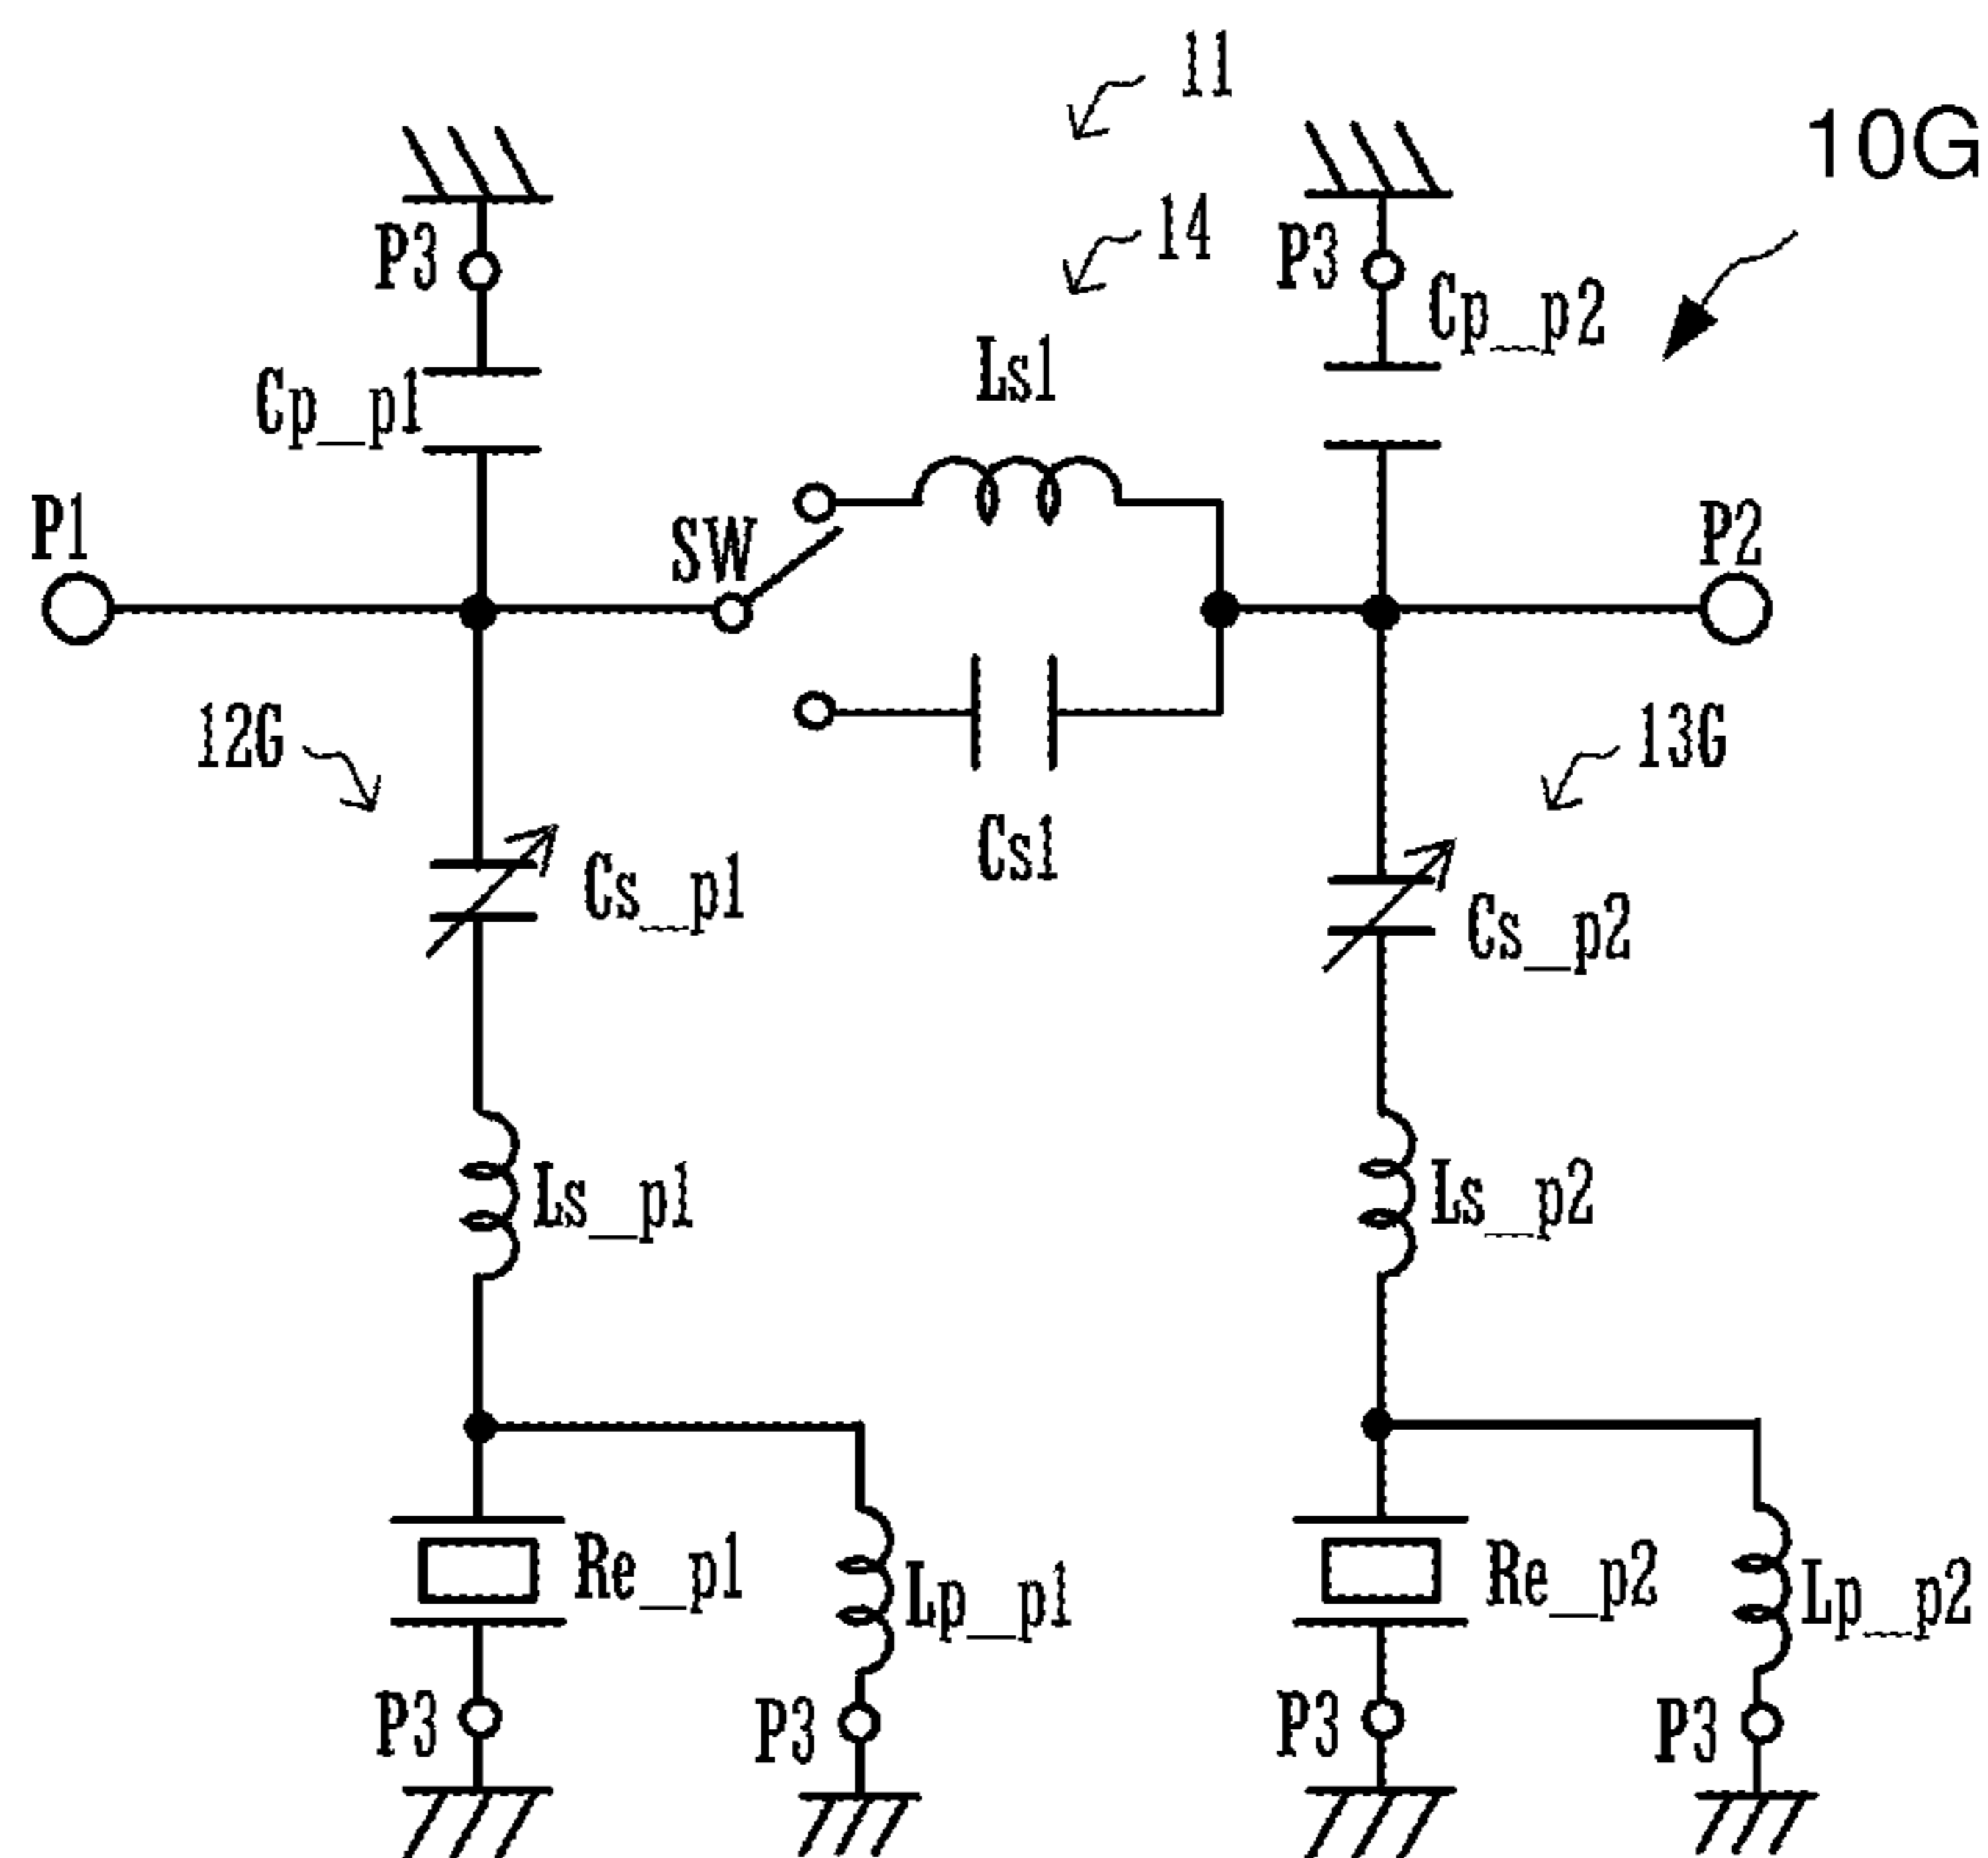 11
10G
14
P3
P3
Cp_p2
Ls1
Cp_p1
P1
SW
P2
12G
13G
Cs1
Cs_p1
Cs_p2
Ls_p1
Ls_p2
Re_p1
Lp_p1
Re_p2
Lp_p2
P3
P3
P3
P3